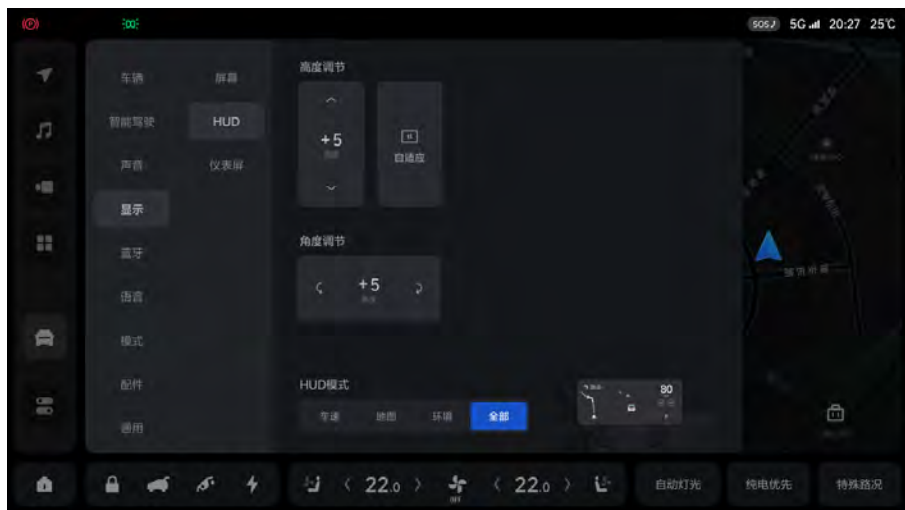 SOS 5G 20:27 25℃
车辆
智能驾驶
声音
显示
蓝牙
语言
模式
配件
通用
屏幕
HUD
仪表屏
高度调节
+5
自适应
角度调节
+5
HUD模式
车速
地图
环境
全部
80
22.0
OFF
22.0
自动灯光
纯电优先
特殊路况